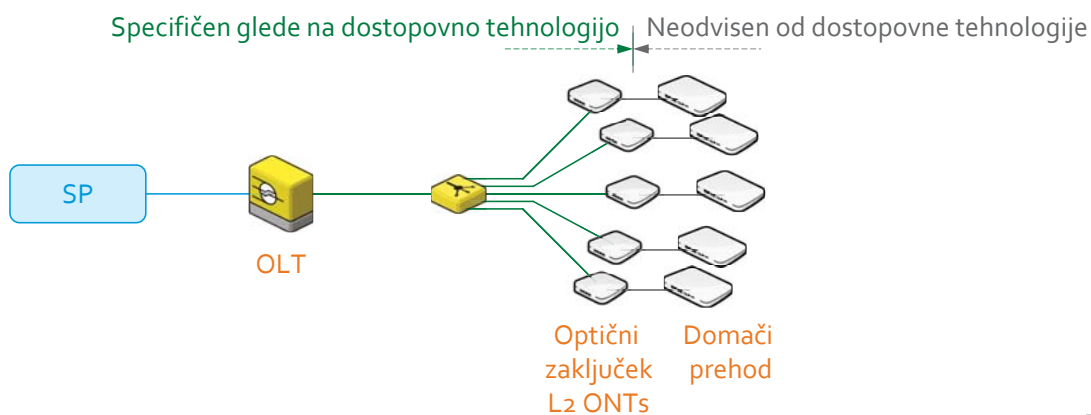 Specifičen glede na dostopovno tehnologijo
Neodvisen od dostopovne tehnologije
SP
OLT
Optični
zaključek
L2 ONTs
Domači
prehod